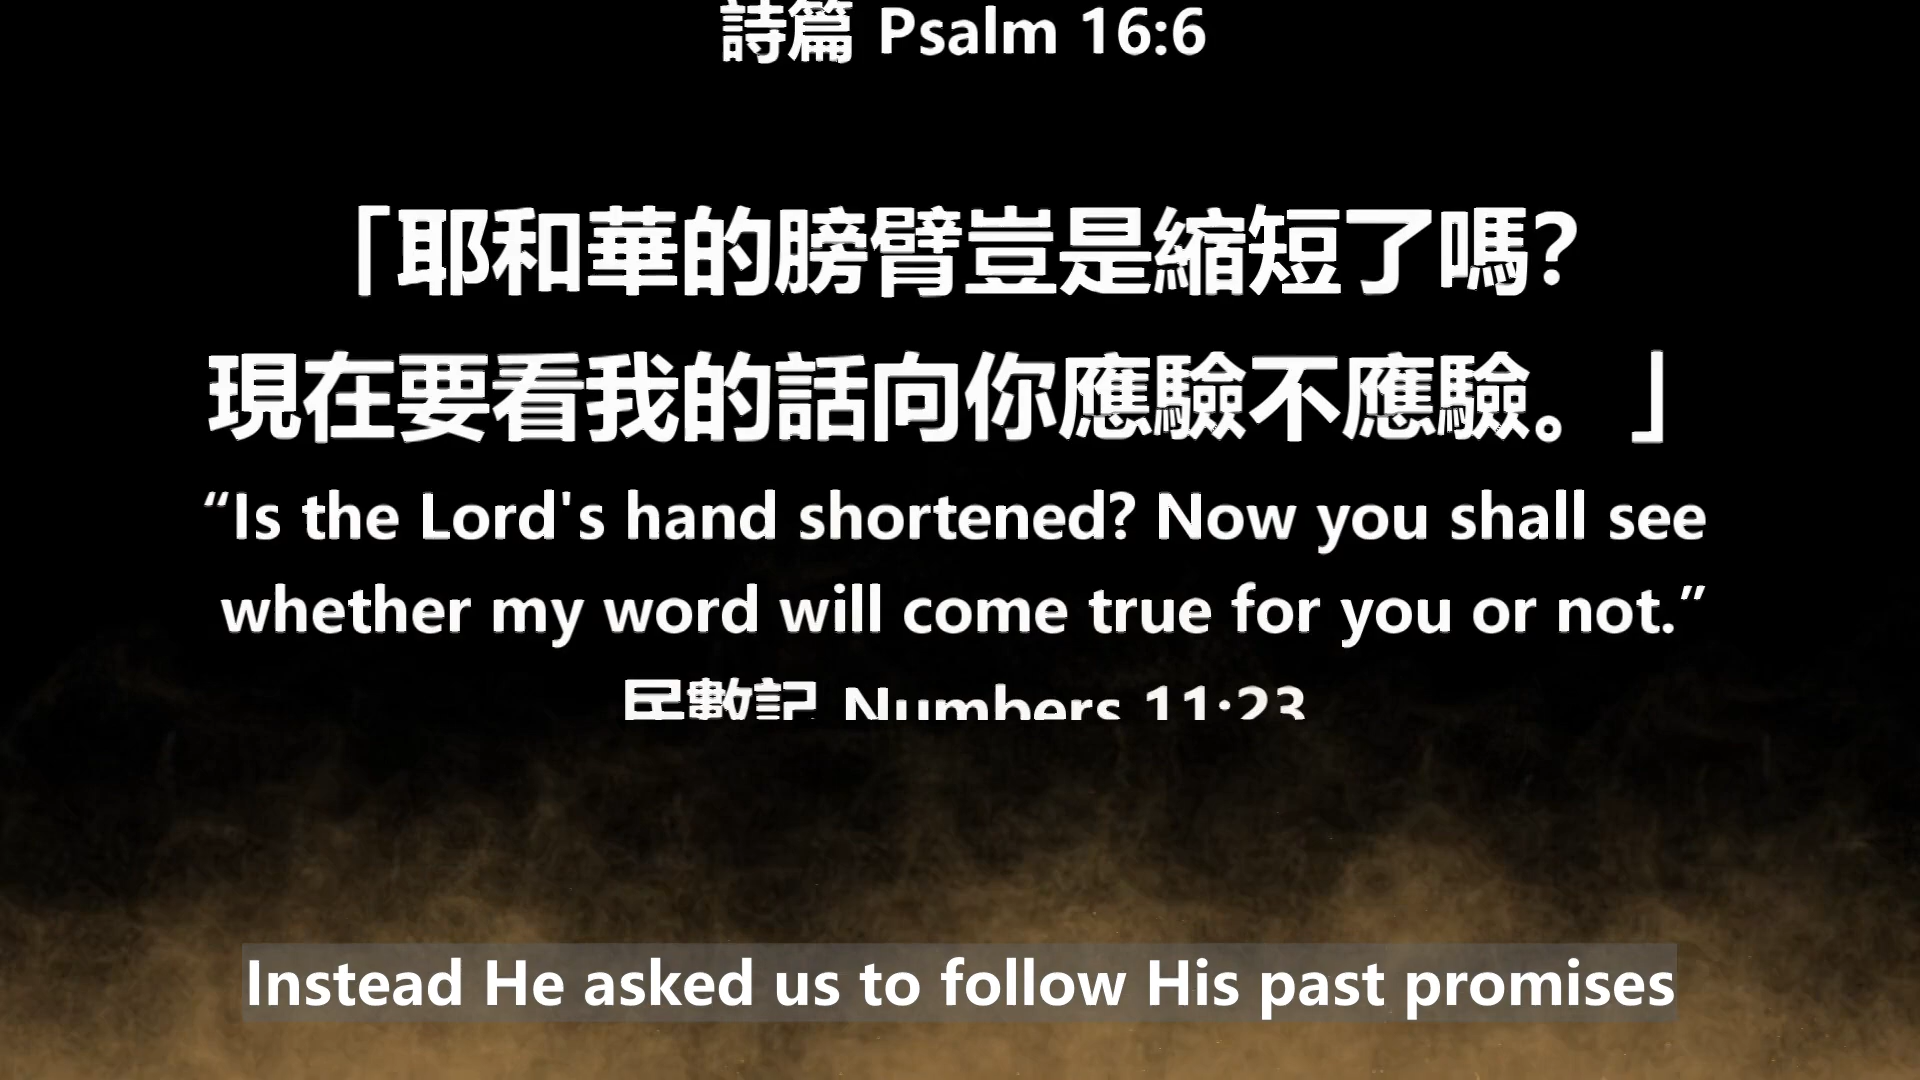 詩篇 Psalm 16:6
「耶和華的膀臂豈是縮短了嗎?
現在要看我的話向你應驗不應驗。」
“Is the Lord's hand shortened? Now you shall see
whether my word will come true for you or not.”
民數記 Numbers 11:23
Instead He asked us to follow His past promises